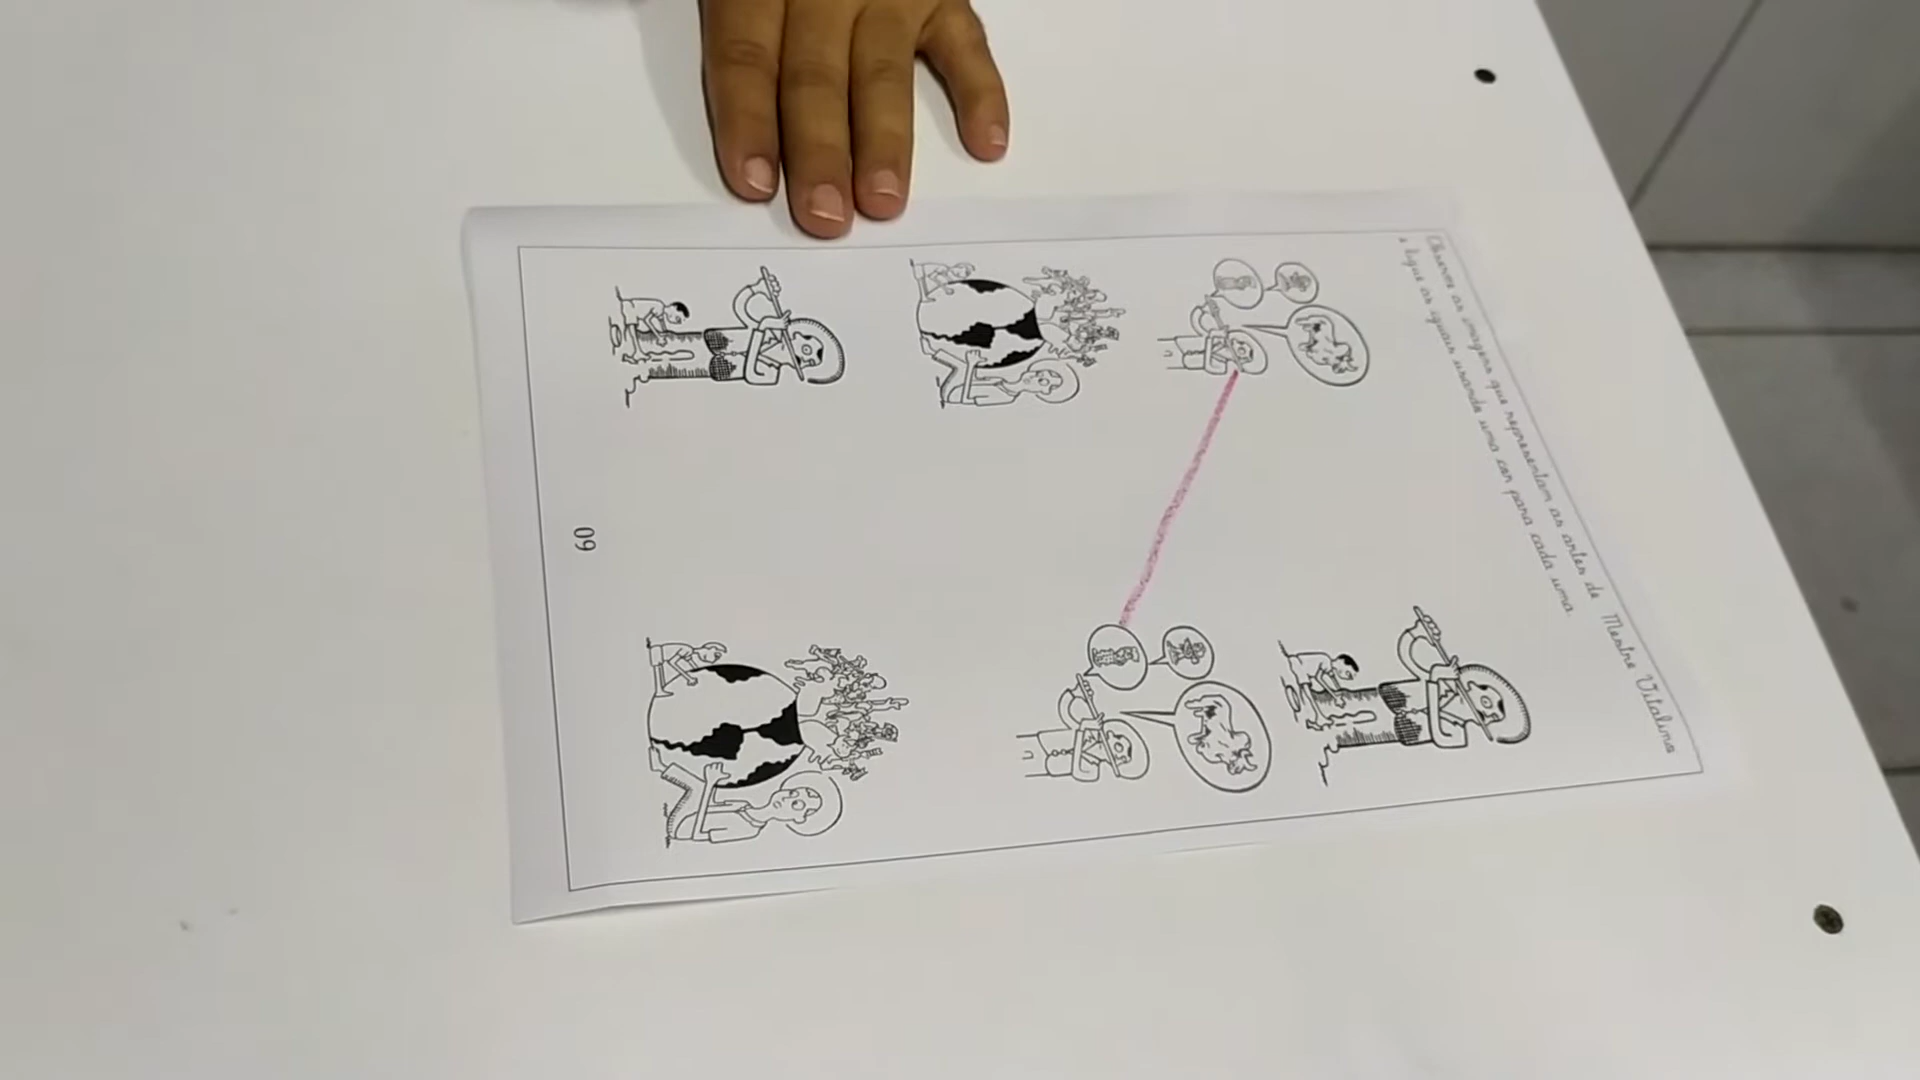 Observe as imagens que representam as artes de Mestre Vitalino
e ligue as iguais usando uma cor para cada uma.
09